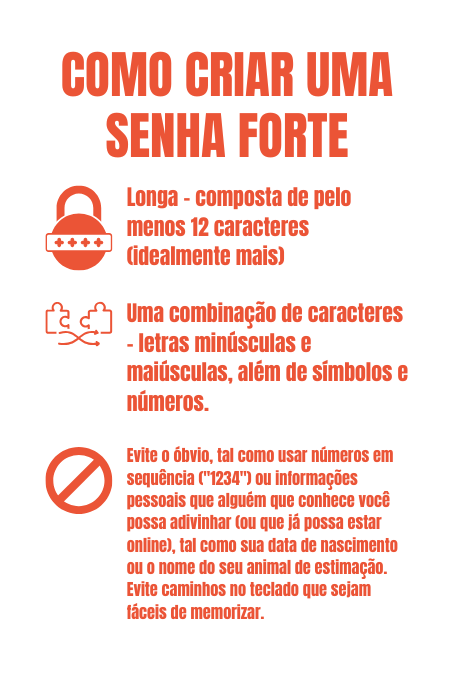 COMO CRIAR UMA
SENHA FORTE
Longa - composta de pelo
menos 12 caracteres
(idealmente mais)
Uma combinação de caracteres
- letras minúsculas e
maiúsculas, além de símbolos e
números.
Evite o óbvio, tal como usar números em
sequência ("1234") ou informações
pessoais que alguém que conhece você
possa adivinhar (ou que já possa estar
online), tal como sua data de nascimento
ou o nome do seu animal de estimação.
Evite caminhos no teclado que sejam
fáceis de memorizar.